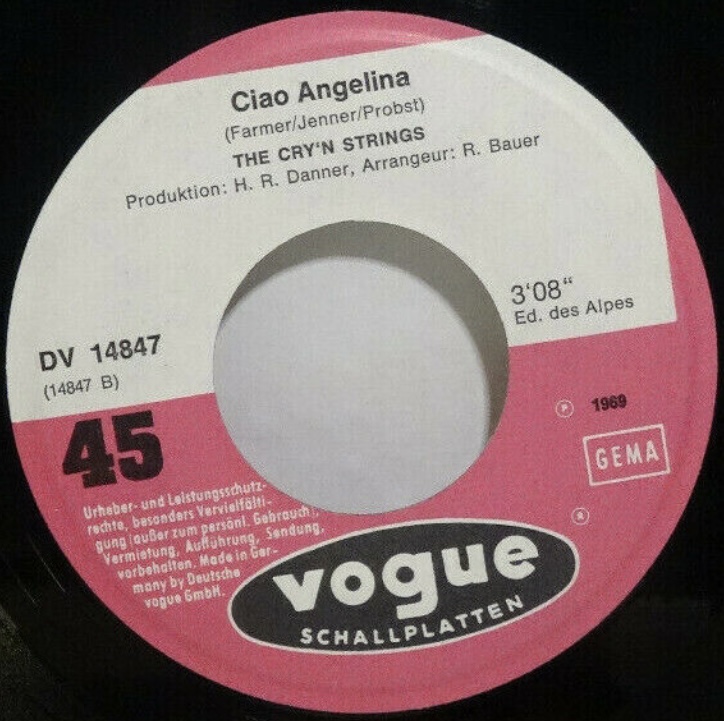 Ciao Angelina
(Farmer/Jenner/Probst)
THE CRY'N STRINGS
Produktion: H. R. Danner, Arrangeur: R. Bauer
3'08"
Ed. des Alpes
DV 14847
(14847 B)
45
℗ 1969
GEMA
Urheber- und Leistungsschutz-
rechte, besonders Vervielfälti-
gung (außer zum persönl. Gebrauch),
Vermietung, Aufführung, Sendung,
vorbehalten. Made in Ger-
many by Deutsche
vogue GmbH.
®
vogue
SCHALLPLATTEN